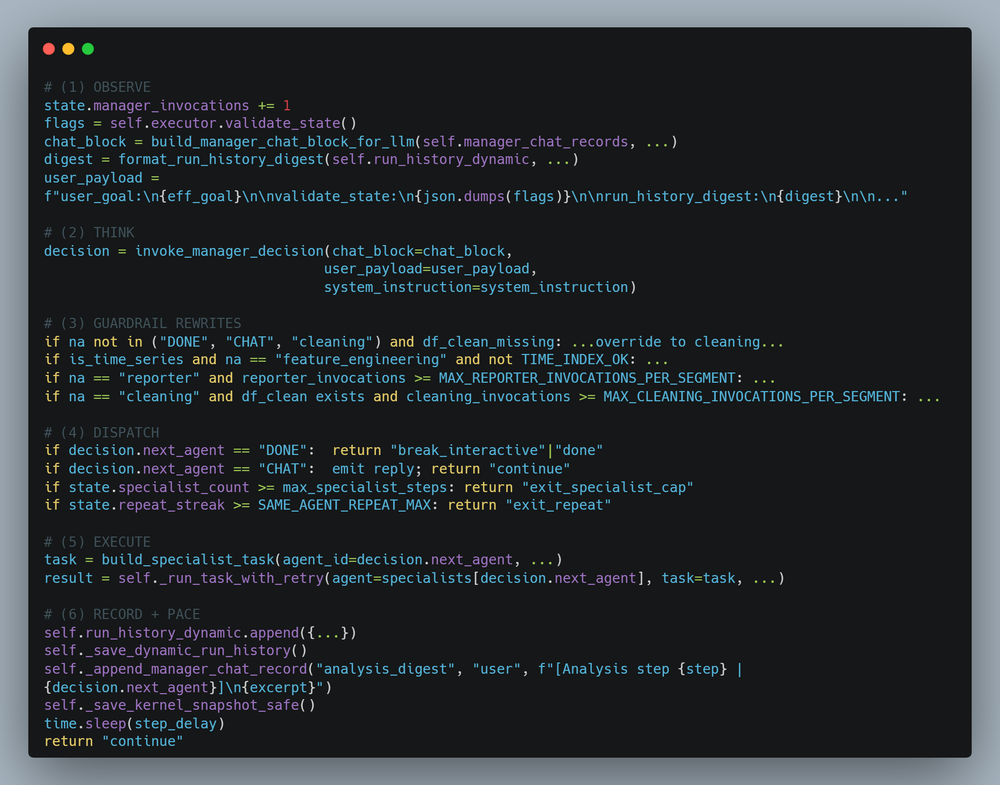 # (1) OBSERVE
state.manager_invocations += 1
flags = self.executor.validate_state()
chat_block = build_manager_chat_block_for_llm(self.manager_chat_records, ...)
digest = format_run_history_digest(self.run_history_dynamic, ...)
user_payload =
f"user_goal:\n{eff_goal}\n\nvalidate_state:\n{json.dumps(flags)}\n\nrun_history_digest:\n{digest}\n\n..."

# (2) THINK
decision = invoke_manager_decision(chat_block=chat_block,
                                  user_payload=user_payload,
                                  system_instruction=system_instruction)

# (3) GUARDRAIL REWRITES
if na not in ("DONE", "CHAT", "cleaning") and df_clean_missing: ...override to cleaning...
if is_time_series and na == "feature_engineering" and not TIME_INDEX_OK: ...
if na == "reporter" and reporter_invocations >= MAX_REPORTER_INVOCATIONS_PER_SEGMENT: ...
if na == "cleaning" and df_clean exists and cleaning_invocations >= MAX_CLEANING_INVOCATIONS_PER_SEGMENT: ...

# (4) DISPATCH
if decision.next_agent == "DONE":  return "break_interactive"|"done"
if decision.next_agent == "CHAT":  emit reply; return "continue"
if state.specialist_count >= max_specialist_steps: return "exit_specialist_cap"
if state.repeat_streak >= SAME_AGENT_REPEAT_MAX: return "exit_repeat"

# (5) EXECUTE
task = build_specialist_task(agent_id=decision.next_agent, ...)
result = self._run_task_with_retry(agent=specialists[decision.next_agent], task=task, ...)

# (6) RECORD + PACE
self.run_history_dynamic.append({...})
self._save_dynamic_run_history()
self._append_manager_chat_record("analysis_digest", "user", f"[Analysis step {step} |
{decision.next_agent}]\n{excerpt}")
self._save_kernel_snapshot_safe()
time.sleep(step_delay)
return "continue"